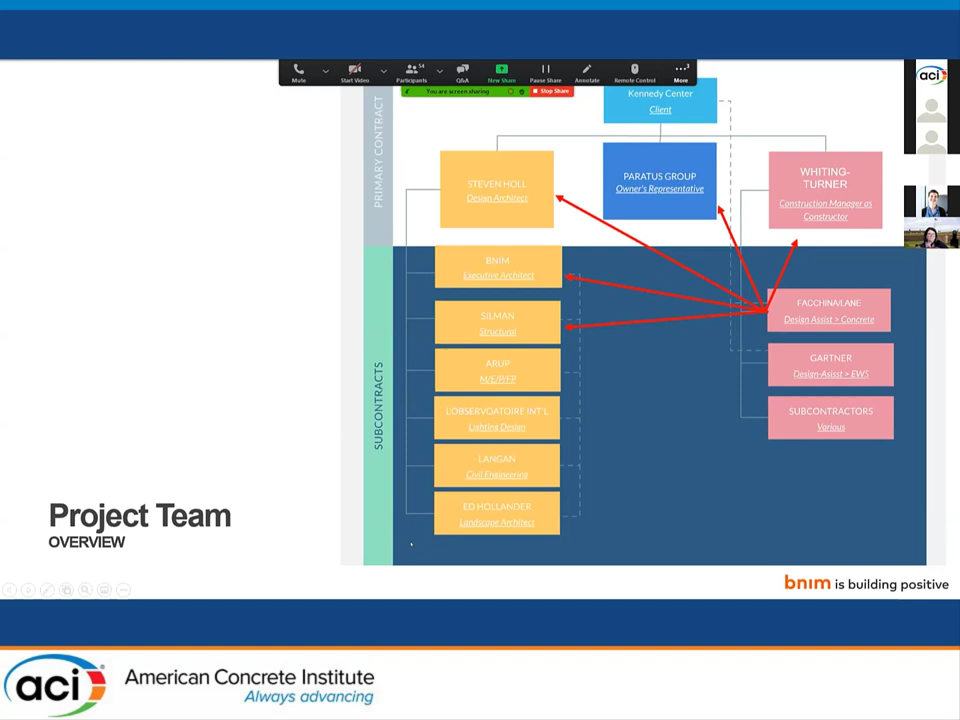 Mute
Start Video
Participants
54
Q&A
New Share
Pause Share
Annotate
Remote Control
More
3
You are screen sharing
Stop Share
aci
PRIMARY CONTRACT
Kennedy Center
Client
STEVEN HOLL
Design Architect
PARATUS GROUP
Owner's Representative
WHITING-
TURNER
Construction Manager as
Constructor
SUBCONTRACTS
BNIM
Executive Architect
SILMAN
Structural
ARUP
M/E/P/FP
L'OBSERVOATOIRE INT'L
Lighting Design
LANGAN
Civil Engineering
ED HOLLANDER
Landscape Architect
FACCHINA/LANE
Design Assist > Concrete
GARTNER
Design-Asisst > EWS
SUBCONTRACTORS
Various
Project Team
OVERVIEW
bnim is building positive
aci
American Concrete Institute
Always advancing